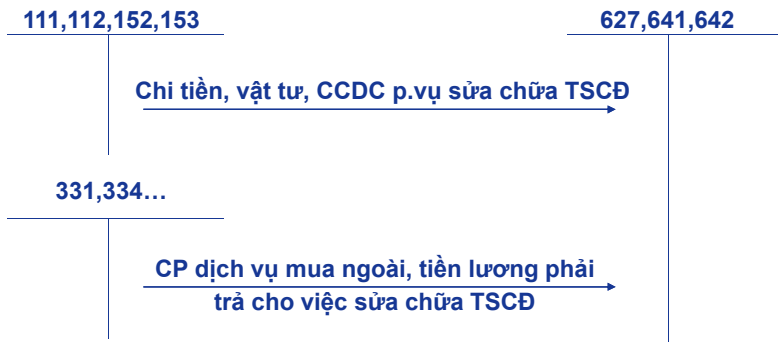 111,112,152,153
627,641,642
Chi tiền, vật tư, CCDC p.vụ sửa chữa TSCĐ
331,334…
CP dịch vụ mua ngoài, tiền lương phải
trả cho việc sửa chữa TSCĐ